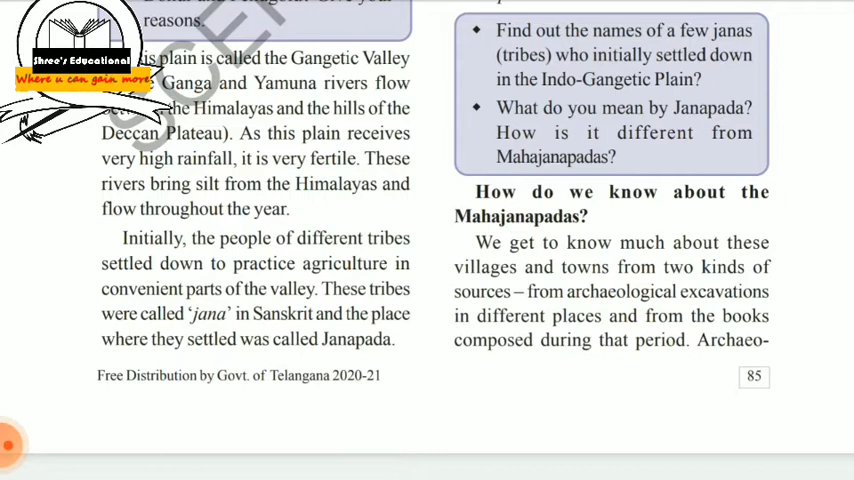 Shree's Educational
Where u can gain more
reasons.
is plain is called the Gangetic Valley
Ganga and Yamuna rivers flow
the Himalayas and the hills of the
Deccan Plateau). As this plain receives
very high rainfall, it is very fertile. These
rivers bring silt from the Himalayas and
flow throughout the year.
Initially, the people of different tribes
settled down to practice agriculture in
convenient parts of the valley. These tribes
were called ‘jana’ in Sanskrit and the place
where they settled was called Janapada.
Free Distribution by Govt. of Telangana 2020-21
◆ Find out the names of a few janas
(tribes) who initially settled down
in the Indo-Gangetic Plain?
◆ What do you mean by Janapada?
How is it different from
Mahajanapadas?
How do we know about the
Mahajanapadas?
We get to know much about these
villages and towns from two kinds of
sources – from archaeological excavations
in different places and from the books
composed during that period. Archaeo-
85